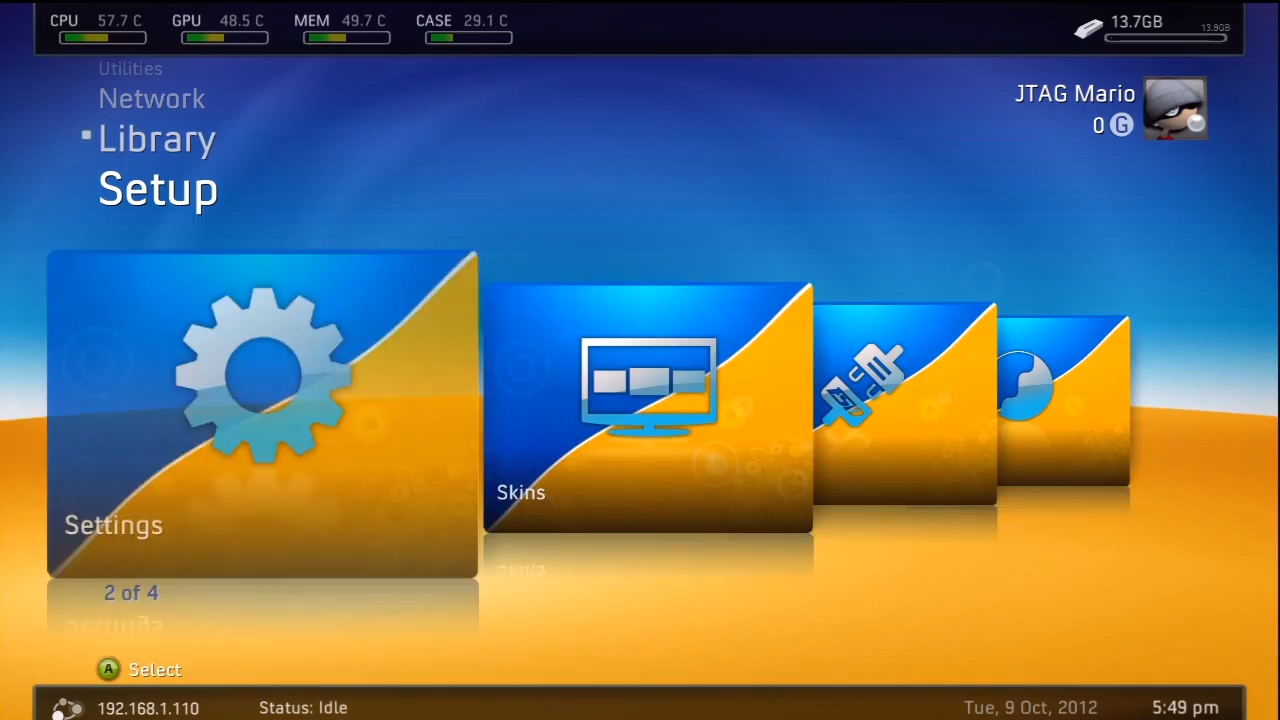 CPU 57.7 C GPU 48.5 C MEM 49.7 C CASE 29.1 C
13.7GB 13.9GB
Utilities
Network
Library
Setup
JTAG Mario
0 G
Settings
Skins
2 of 4
A Select
192.168.1.110 Status: Idle Tue, 9 Oct, 2012 5:49 pm